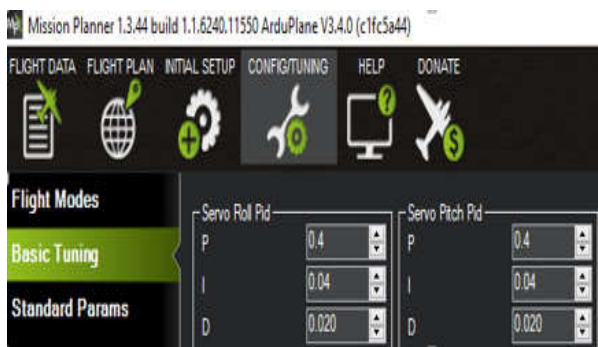 Mission Planner 1.3.44 build 1.1.6240.11550 ArduPlane V3.4.0 (c1fc5a44)
FLIGHT DATA FLIGHT PLAN INITIAL SETUP CONFIG/TUNING HELP DONATE
Flight Modes
Basic Tuning
Standard Params
Servo Roll Pid
P 0.4
I 0.04
D 0.020
Servo Pitch Pid
P 0.4
I 0.04
D 0.020